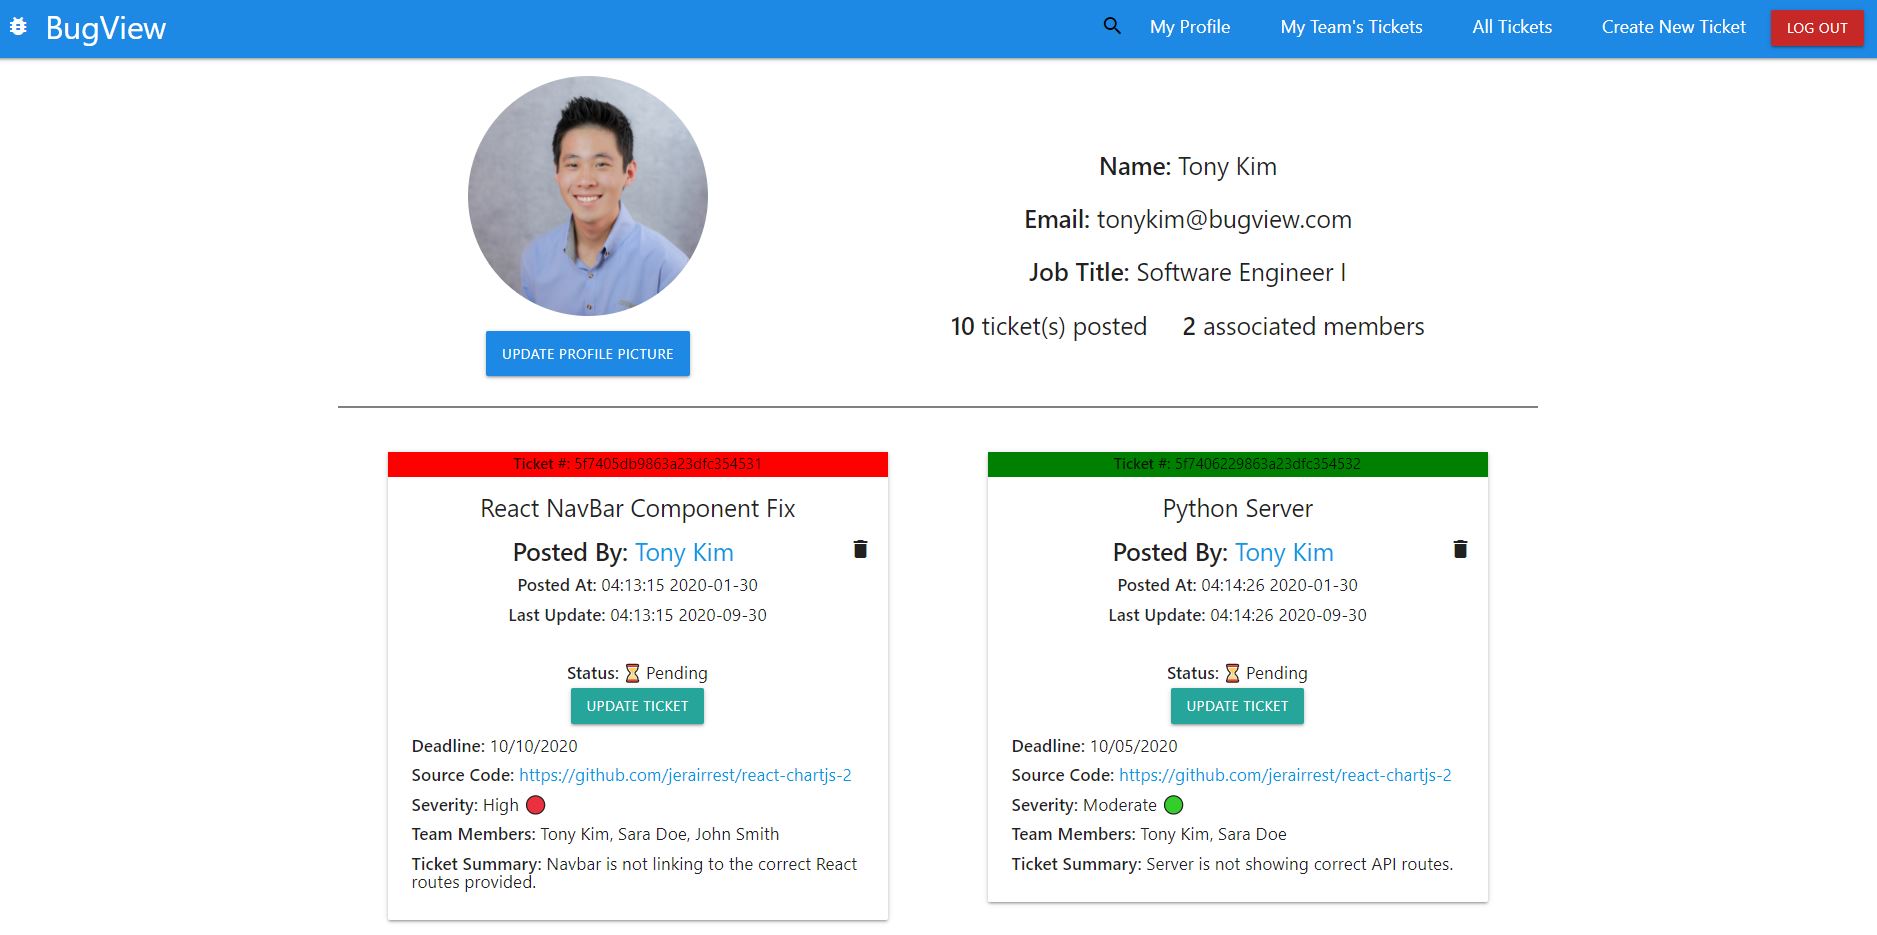 BugView
My Profile
My Team's Tickets
All Tickets
Create New Ticket
LOG OUT
Name: Tony Kim
Email: tonykim@bugview.com
Job Title: Software Engineer I
10 ticket(s) posted
2 associated members
UPDATE PROFILE PICTURE
Ticket #: 5f7405db9863a23dfc354531
React NavBar Component Fix
Posted By: Tony Kim
Posted At: 04:13:15 2020-01-30
Last Update: 04:13:15 2020-09-30
Status: ⏳ Pending
UPDATE TICKET
Deadline: 10/10/2020
Source Code: https://github.com/jerairrest/react-chartjs-2
Severity: High 🔴
Team Members: Tony Kim, Sara Doe, John Smith
Ticket Summary: Navbar is not linking to the correct React
routes provided.
Ticket #: 5f7406229863a23dfc354532
Python Server
Posted By: Tony Kim
Posted At: 04:14:26 2020-01-30
Last Update: 04:14:26 2020-09-30
Status: ⏳ Pending
UPDATE TICKET
Deadline: 10/05/2020
Source Code: https://github.com/jerairrest/react-chartjs-2
Severity: Moderate 🟢
Team Members: Tony Kim, Sara Doe
Ticket Summary: Server is not showing correct API routes.